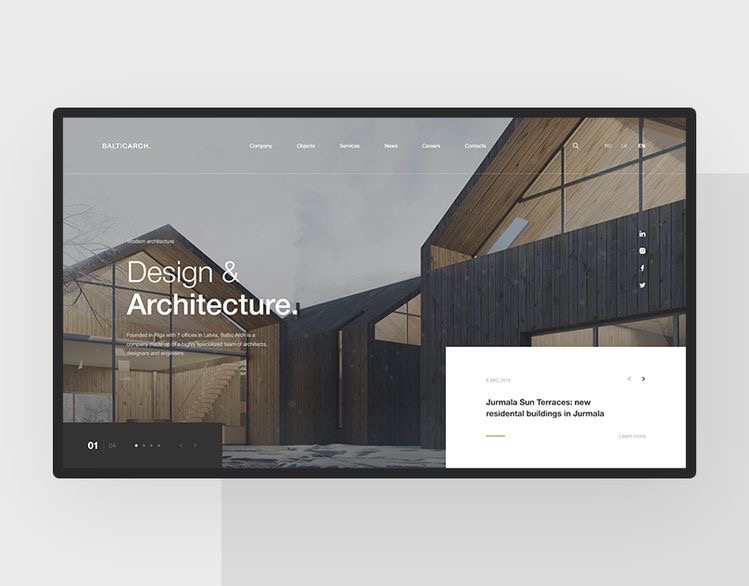 BALTICARCH.
Company Objects Services News Careers Contacts
RU LV EN
Modern architecture
Design &
Architecture.
Founded in Riga with 7 offices in Latvia, Baltic Arch is a
company made up of a highly specialized team of architects,
designers and engineers.
01 04
6 DEC 2018
Jurmala Sun Terraces: new
residental buildings in Jurmala
Learn more